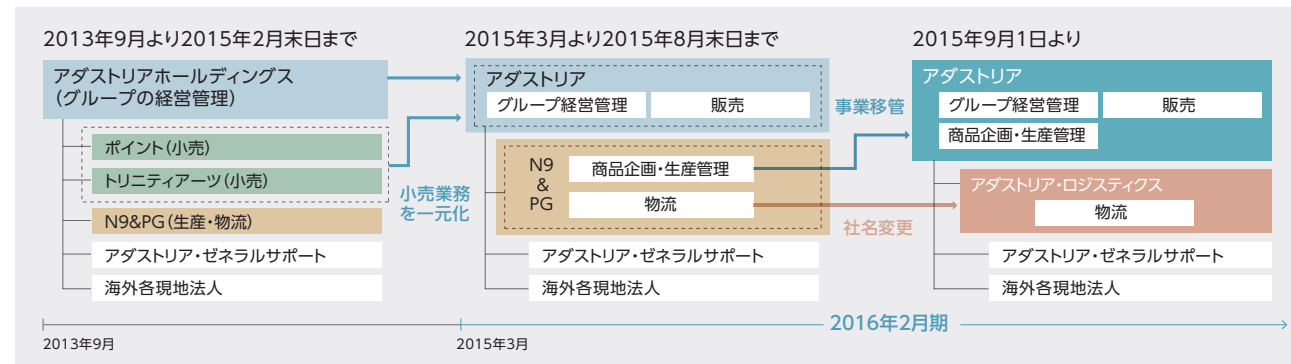 2013年9月より2015年2月末日まで
アダストリアホールディングス
（グループの経営管理）
ポイント（小売）
トリニティアーツ（小売）
N9&PG（生産・物流）
アダストリア・ゼネラルサポート
海外各現地法人
小売業務
を一元化
2015年3月より2015年8月末日まで
アダストリア
グループ経営管理
販売
N9
&
PG
商品企画・生産管理
物流
アダストリア・ゼネラルサポート
海外各現地法人
事業移管
社名変更
2015年9月1日より
アダストリア
グループ経営管理
販売
商品企画・生産管理
アダストリア・ロジスティクス
物流
アダストリア・ゼネラルサポート
海外各現地法人
2016年2月期
2013年9月
2015年3月